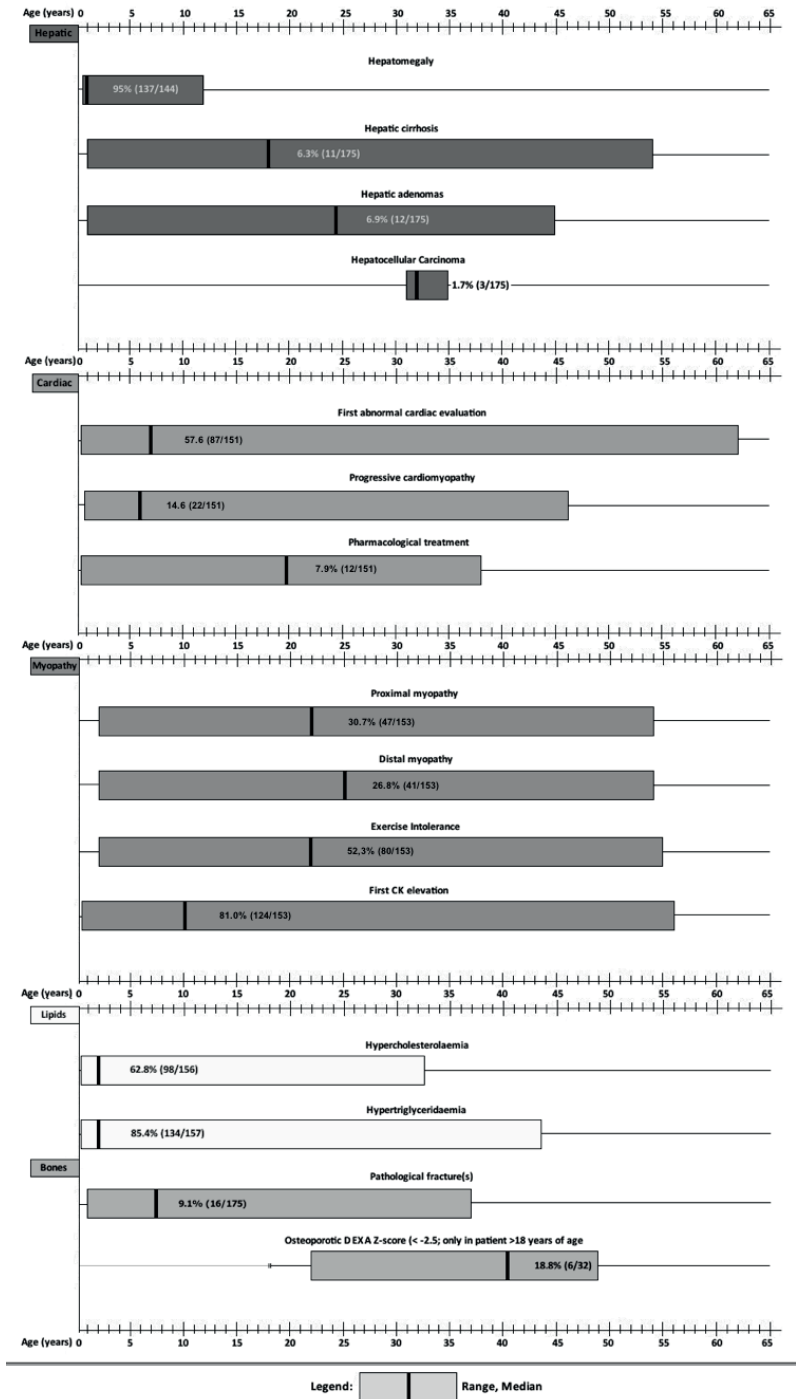 Age (years) 0 5 10 15 20 25 30 35 40 45 50 55 60 65
Hepatic
Hepatomegaly
95% (137/144)
Hepatic cirrhosis
6.3% (11/175)
Hepatic adenomas
6.9% (12/175)
Hepatocellular Carcinoma
1.7% (3/175)
Age (years) 0 5 10 15 20 25 30 35 40 45 50 55 60 65
Cardiac
First abnormal cardiac evaluation
57.6 (87/151)
Progressive cardiomyopathy
14.6 (22/151)
Pharmacological treatment
7.9% (12/151)
Age (years) 0 5 10 15 20 25 30 35 40 45 50 55 60 65
Myopathy
Proximal myopathy
30.7% (47/153)
Distal myopathy
26.8% (41/153)
Exercise Intolerance
52,3% (80/153)
First CK elevation
81.0% (124/153)
Age (years) 0 5 10 15 20 25 30 35 40 45 50 55 60 65
Lipids
Hypercholesterolaemia
62.8% (98/156)
Hypertriglyceridaemia
85.4% (134/157)
Bones
Pathological fracture(s)
9.1% (16/175)
Osteoporotic DEXA Z-score (< -2.5; only in patient >18 years of age
18.8% (6/32)
Age (years) 0 5 10 15 20 25 30 35 40 45 50 55 60 65
Legend: Range, Median